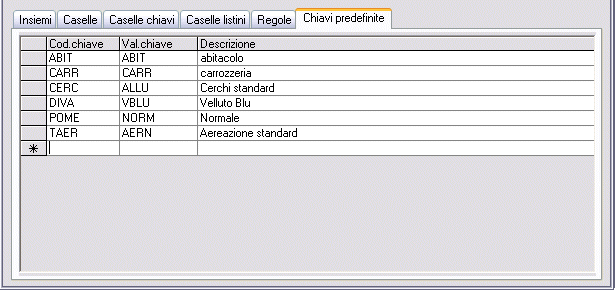 Insiemi Caselle Caselle chiavi Caselle listini Regole Chiavi predefinite
Cod.chiave Val.chiave Descrizione
ABIT ABIT abitacolo
CARR CARR carrozzeria
CERC ALLU Cerchi standard
DIVA VBLU Velluto Blu
POME NORM Normale
TAER AERN Aereazione standard